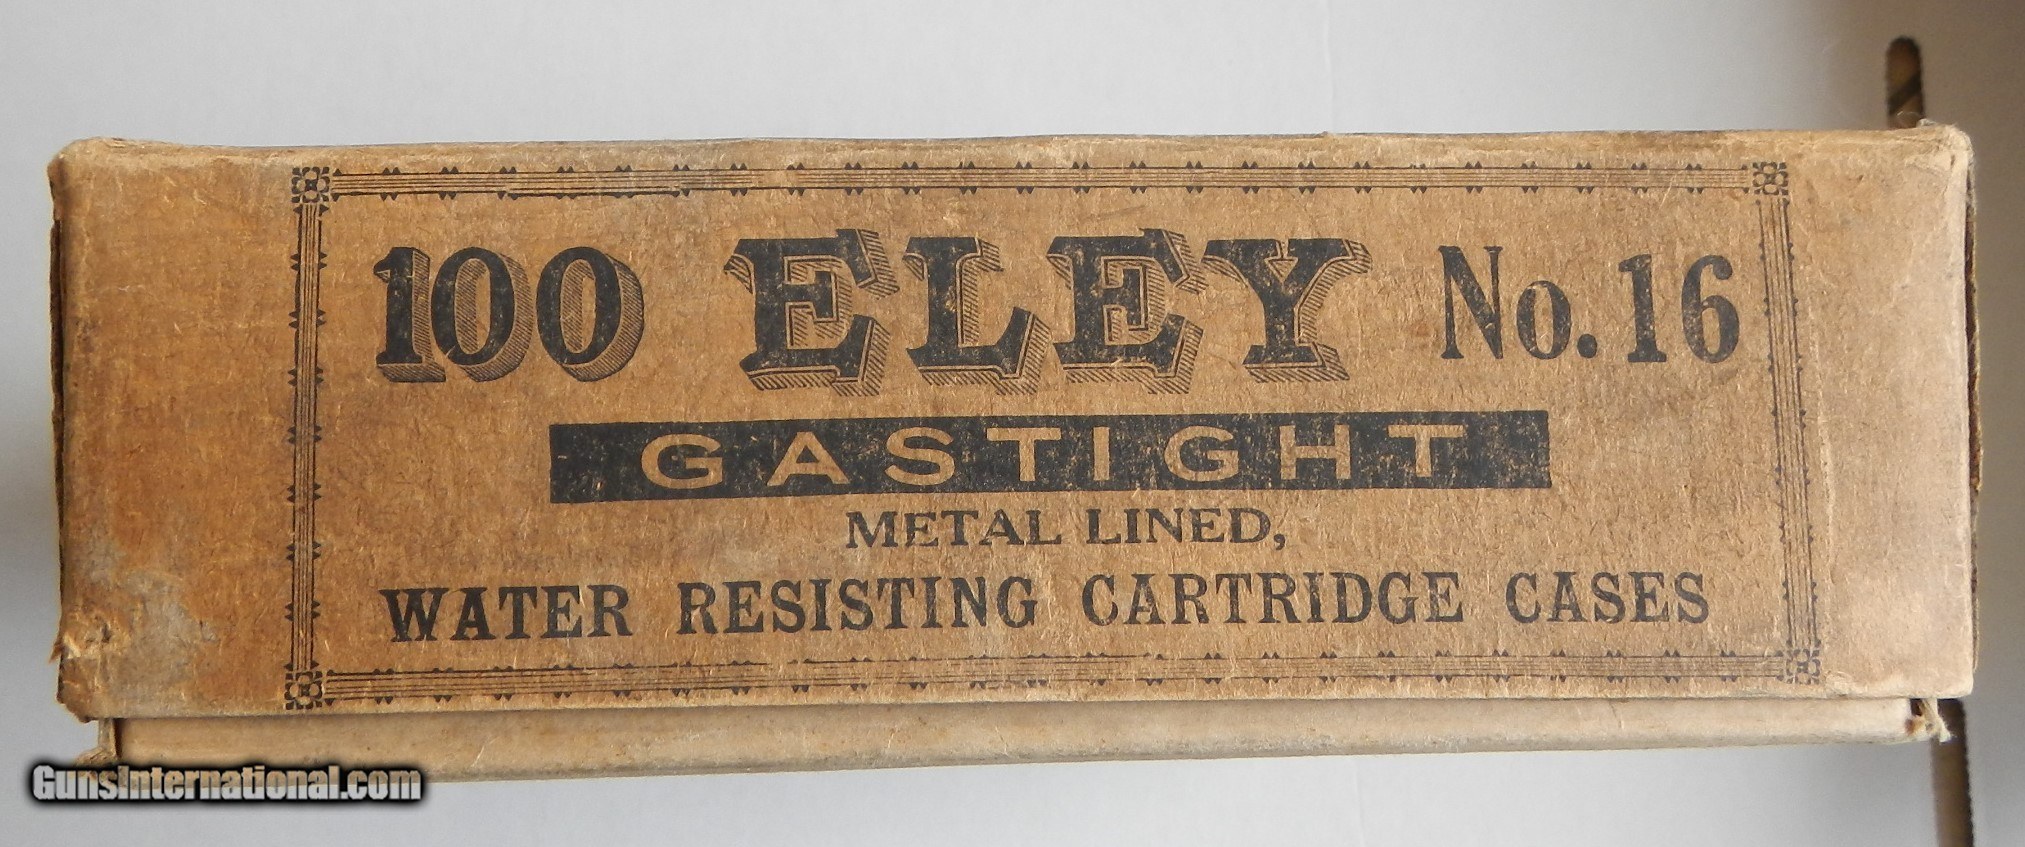 100 ELEY No. 16
GASTIGHT
METAL LINED,
WATER RESISTING CARTRIDGE CASES
GunsInternational.com